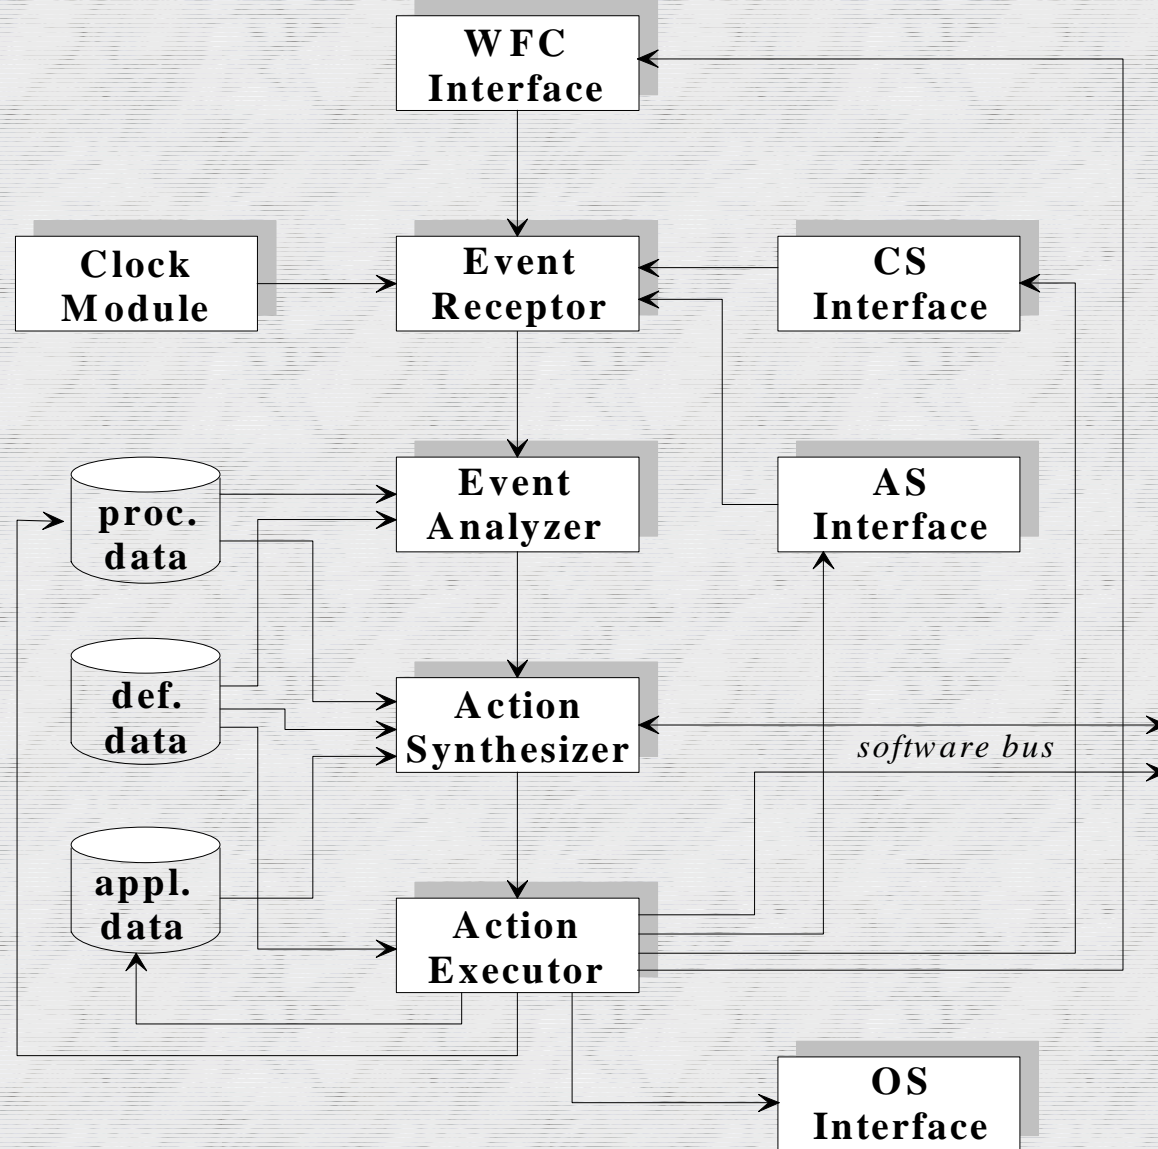 WFC
Interface
Clock
Module
Event
Receptor
CS
Interface
proc.
data
Event
Analyzer
AS
Interface
def.
data
Action
Synthesizer
software bus
appl.
data
Action
Executor
OS
Interface